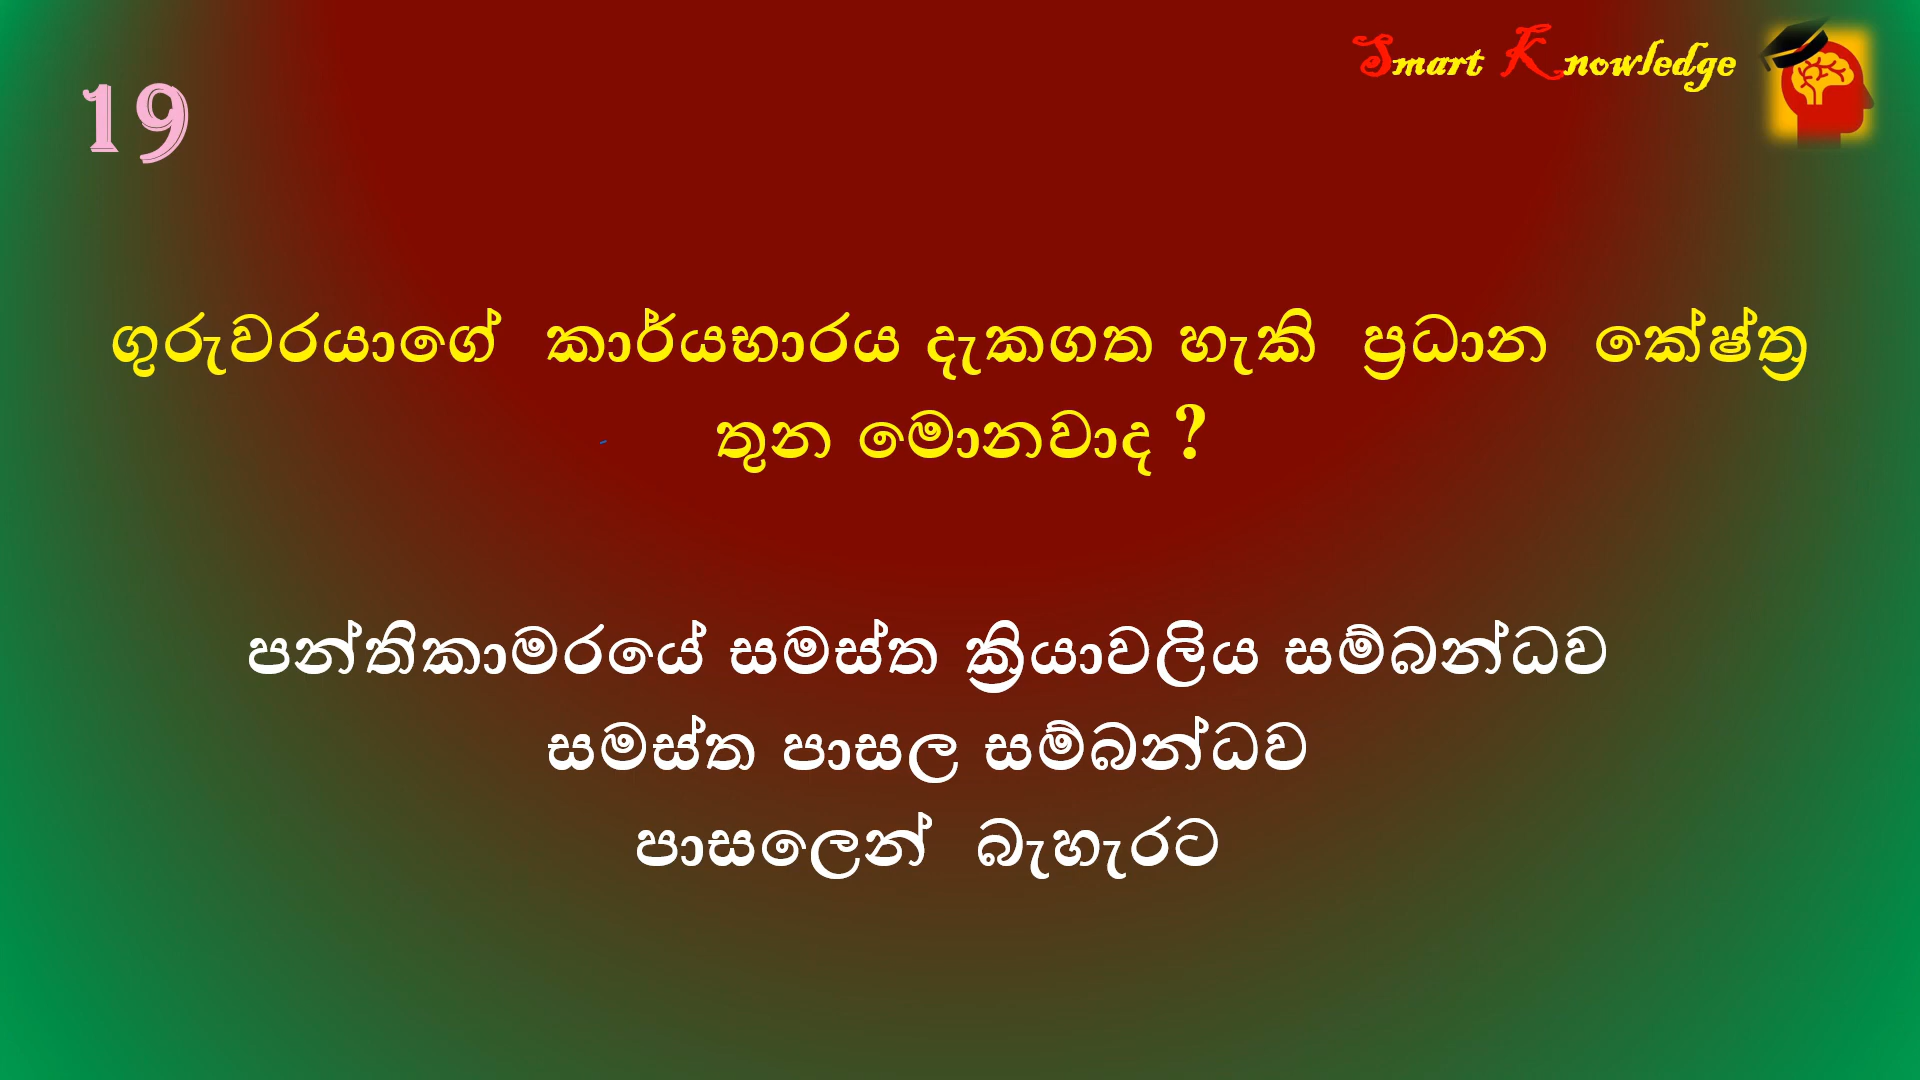 Smart Knowledge
19
ගුරුවරයාගේ කාර්යභාරය දැකගත හැකි ප්‍රධාන කේෂ්ත්‍ර
තුන මොනවාද ?
පන්තිකාමරයේ සමස්ත ක්‍රියාවලිය සම්බන්ධව
සමස්ත පාසල සම්බන්ධව
පාසලෙන් බැහැරට